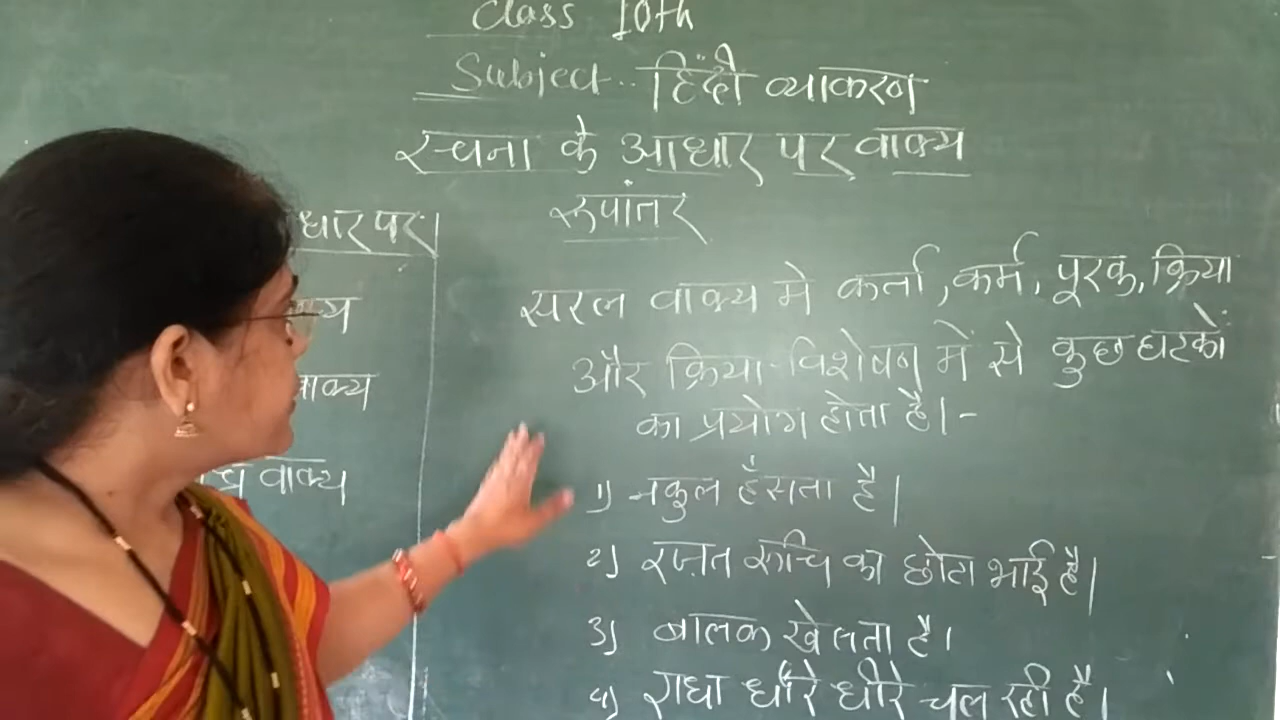 Class 10th
Subject.. हिंदी व्याकरण
रचना के आधार पर वाक्य
रूपांतर
धार पर
सरल वाक्य मे कर्ता, कर्म, पूरक, क्रिया
और क्रिया-विशेषण में से कुछ घटकों
का प्रयोग होता है।-
वाक्य
वाक्य
1) नकुल हँसता है।
2) रज़त रूचि का छोटा भाई है।
3) बालक खेलता है।
4) राधा धीरे धीरे चल रही है।